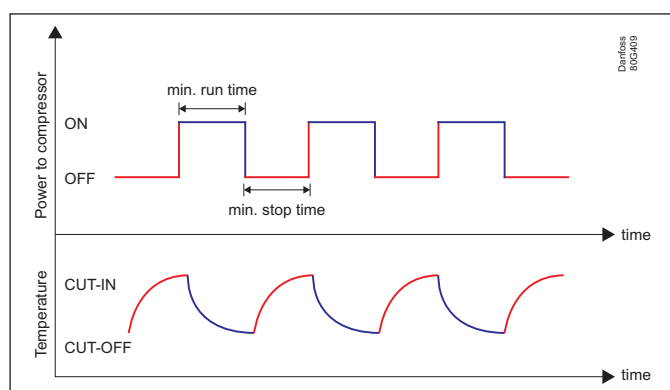 Danfoss
80G409
Power to compressor
min. run time
ON
OFF
min. stop time
time
Temperature
CUT-IN
CUT-OFF
time